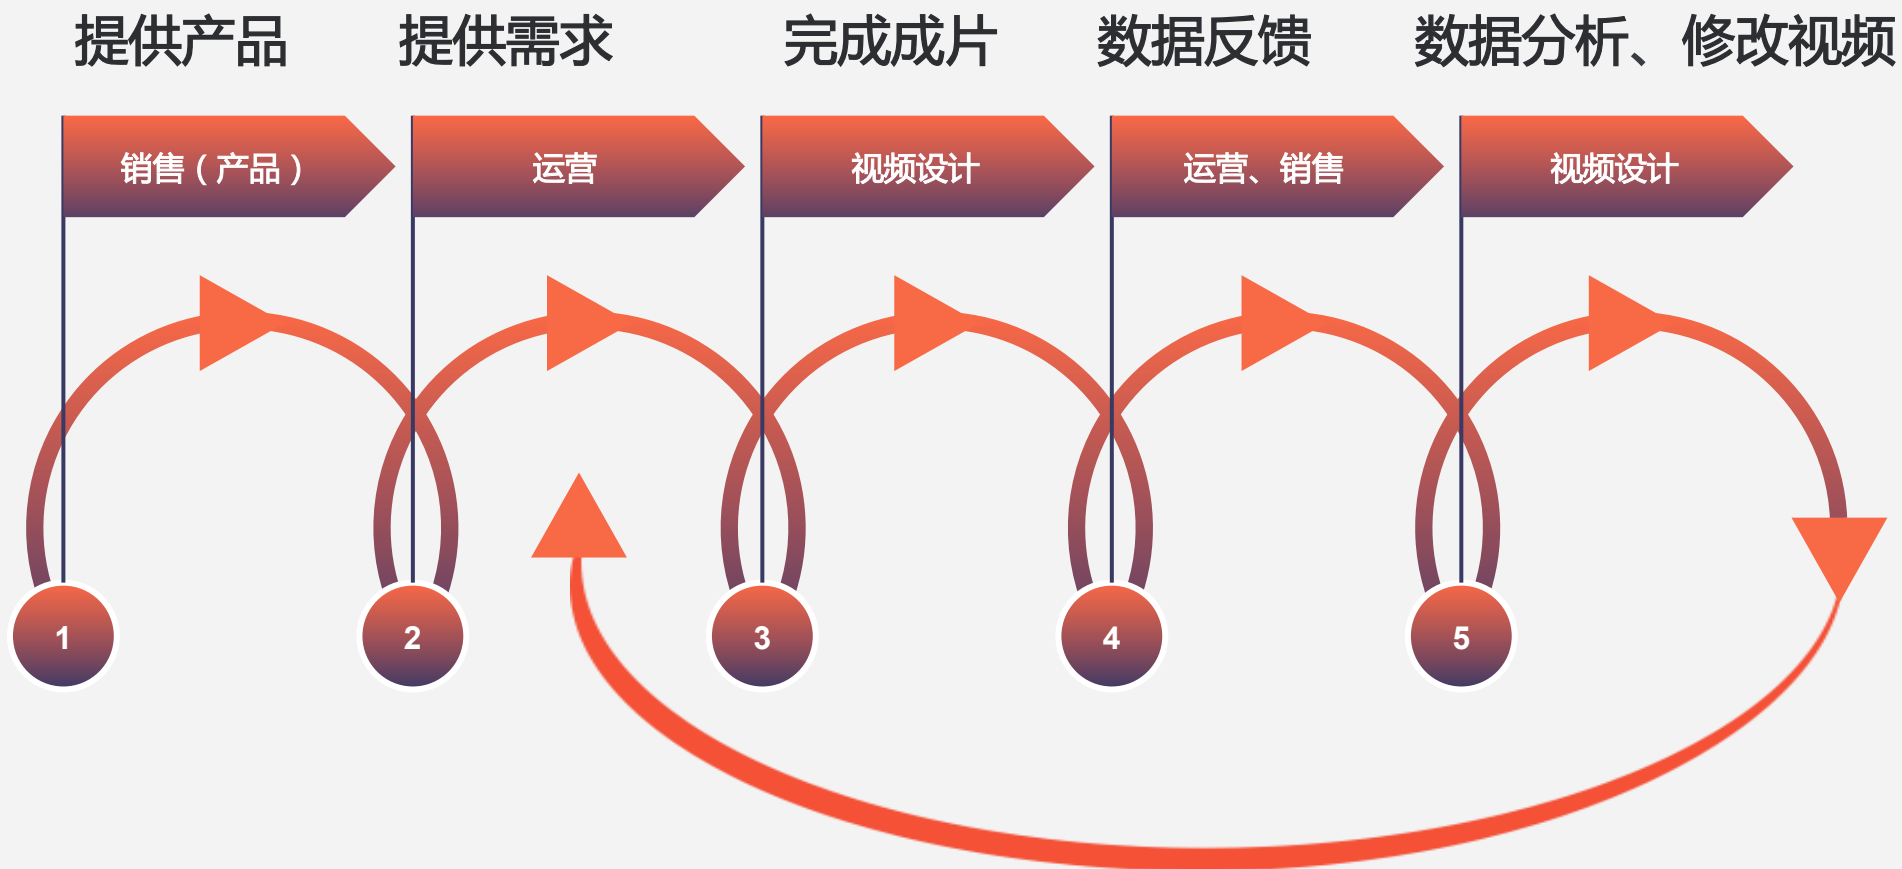 提供产品
提供需求
完成成片
数据反馈
数据分析、修改视频
销售（产品）
运营
视频设计
运营、销售
视频设计
1
2
3
4
5